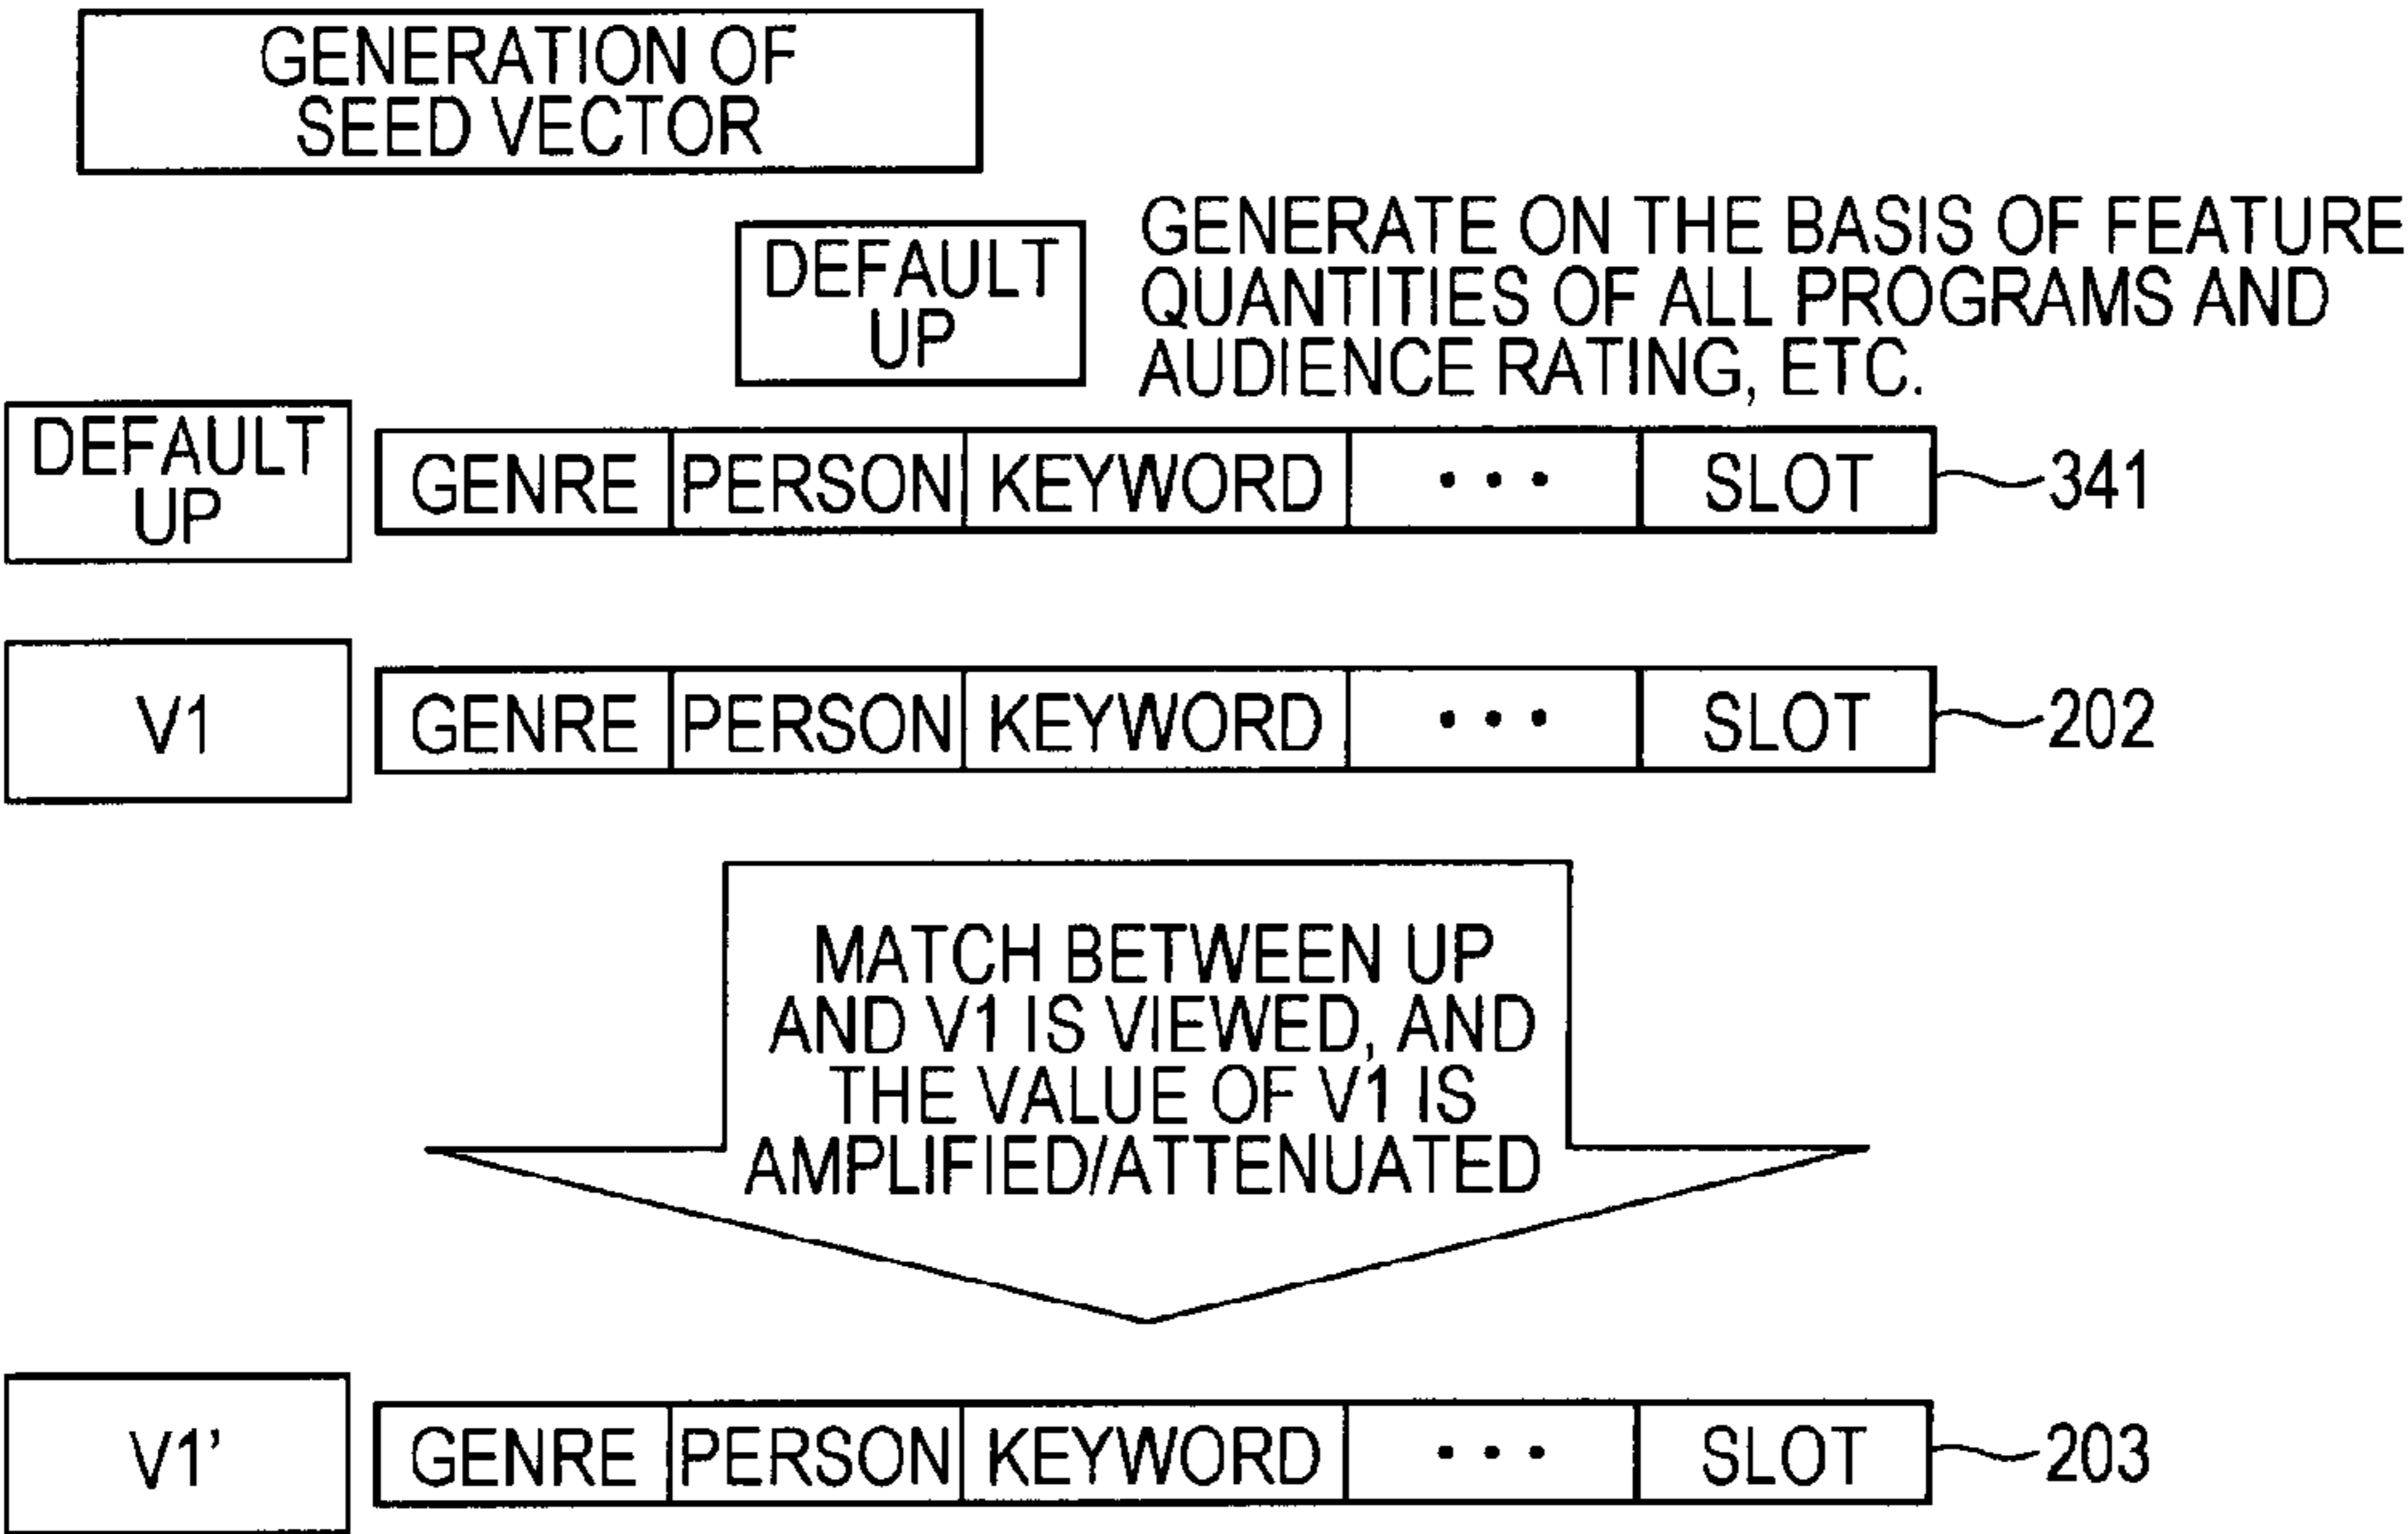 GENERATION OF
SEED VECTOR
DEFAULT
UP
GENERATE ON THE BASIS OF FEATURE
QUANTITIES OF ALL PROGRAMS AND
AUDIENCE RATING, ETC.
DEFAULT
UP
GENRE PERSON KEYWORD ••• SLOT 341
V1 GENRE PERSON KEYWORD ••• SLOT 202
MATCH BETWEEN UP
AND V1 IS VIEWED, AND
THE VALUE OF V1 IS
AMPLIFIED/ATTENUATED
V1' GENRE PERSON KEYWORD ••• SLOT 203